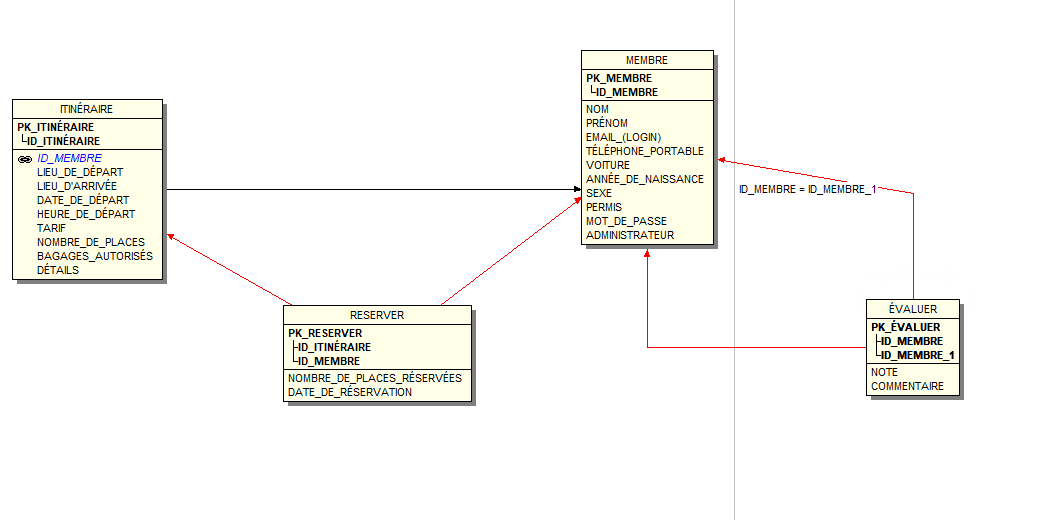 ITINÉRAIRE
PK_ITINÉRAIRE
ID_ITINÉRAIRE
ID_MEMBRE
LIEU_DE_DÉPART
LIEU_D'ARRIVÉE
DATE_DE_DÉPART
HEURE_DE_DÉPART
TARIF
NOMBRE_DE_PLACES
BAGAGES_AUTORISÉS
DÉTAILS
MEMBRE
PK_MEMBRE
ID_MEMBRE
NOM
PRÉNOM
EMAIL_(LOGIN)
TÉLÉPHONE_PORTABLE
VOITURE
ANNÉE_DE_NAISSANCE
SEXE
PERMIS
MOT_DE_PASSE
ADMINISTRATEUR
ID_MEMBRE = ID_MEMBRE_1
RESERVER
PK_RESERVER
ID_ITINÉRAIRE
ID_MEMBRE
NOMBRE_DE_PLACES_RÉSERVÉES
DATE_DE_RÉSERVATION
ÉVALUER
PK_ÉVALUER
ID_MEMBRE
ID_MEMBRE_1
NOTE
COMMENTAIRE